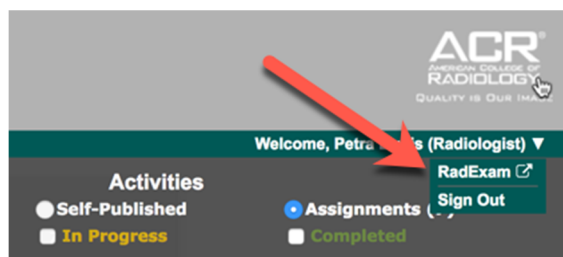 ACR®
AMERICAN COLLEGE OF
RADIOLOGY
QUALITY IS OUR IMAGE
Welcome, Petra (Radiologist) ▼
RadExam
Sign Out
Activities
Self-Published
Assignments
In Progress
Completed